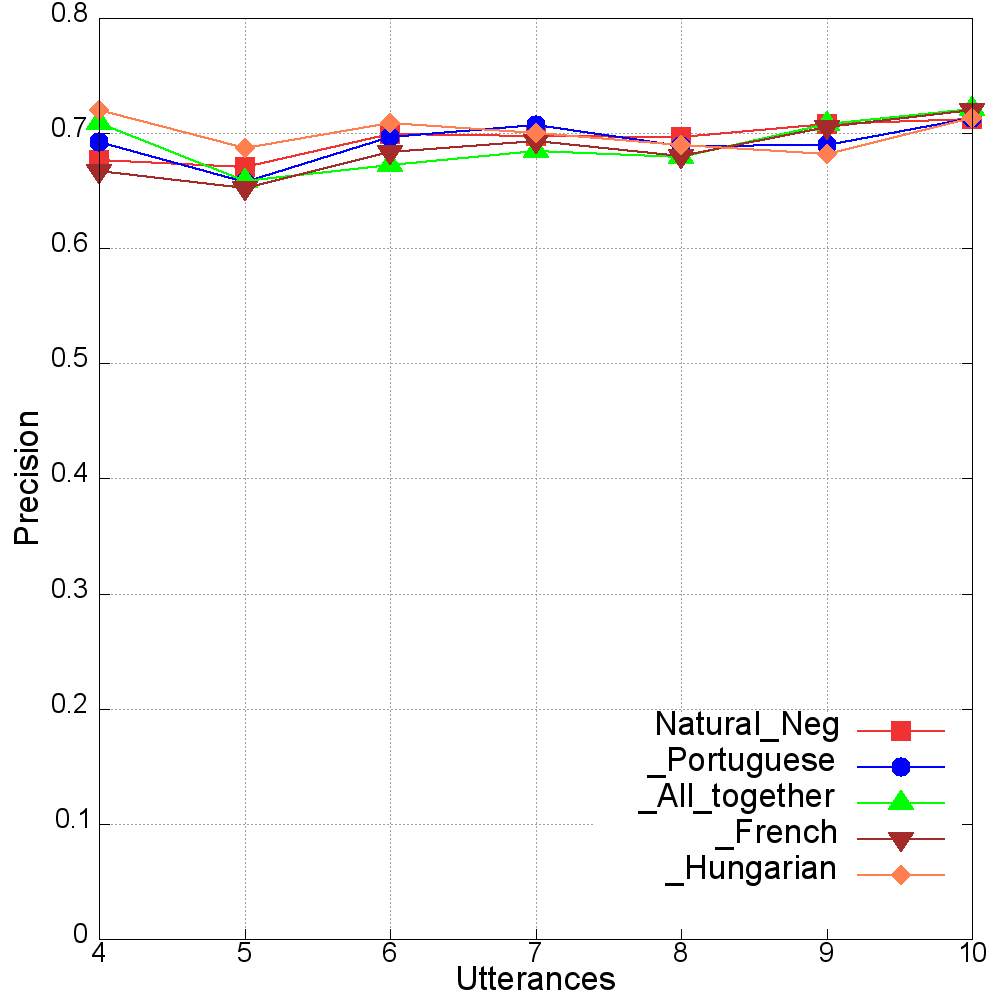 0.8
0.7
0.6
0.5
0.4
0.3
0.2
0.1
0
Precision
4 5 6 7 8 9 10
Utterances
Natural_Neg
_Portuguese
_All_together
_French
_Hungarian